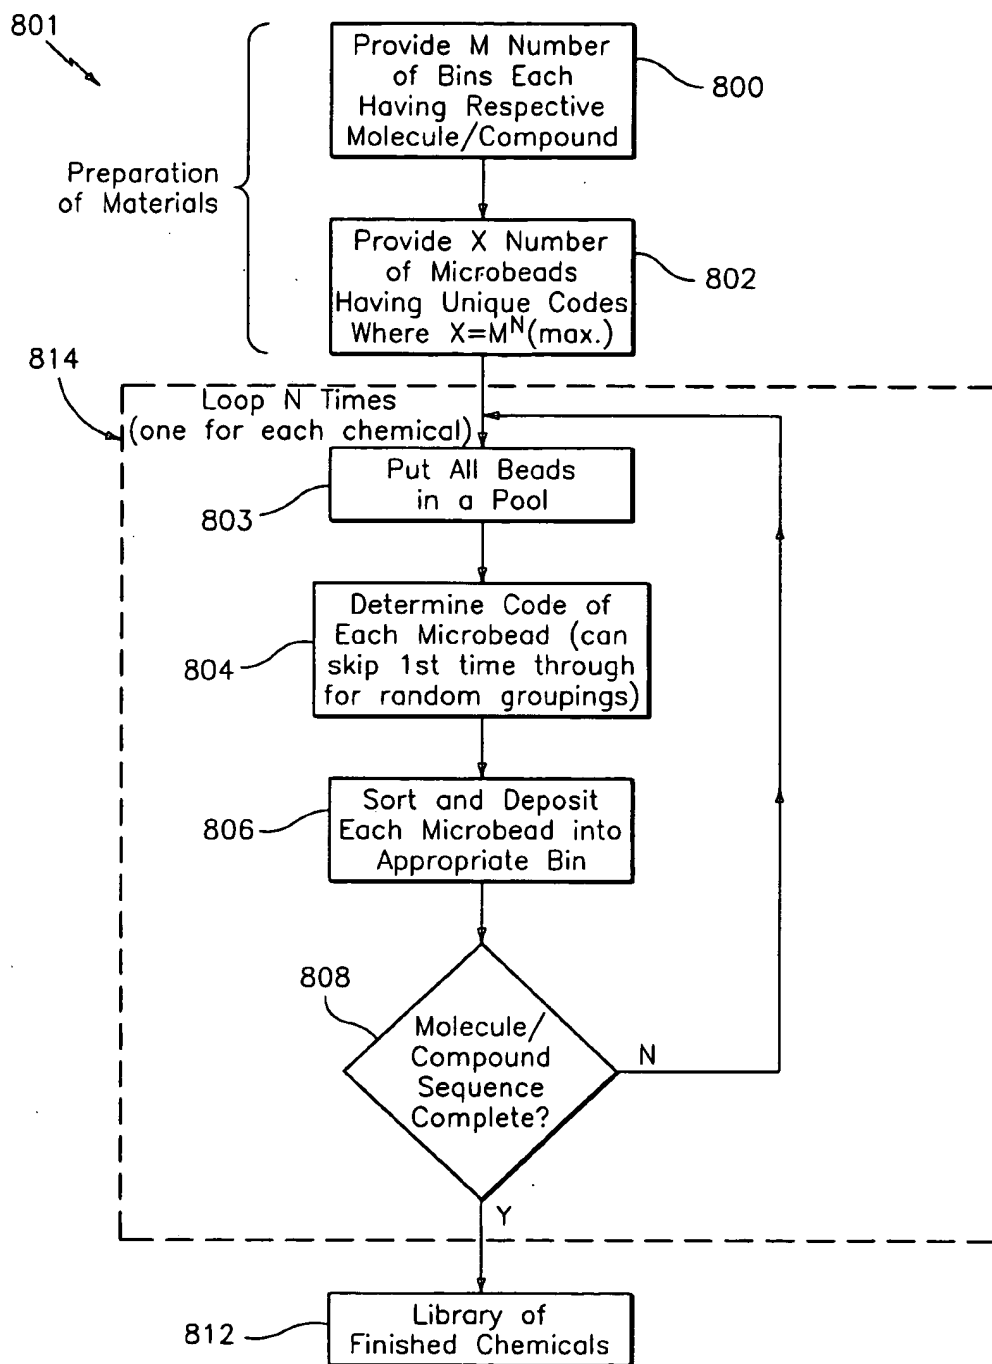 801
Provide M Number
of Bins Each
Having Respective
Molecule/Compound
800
Preparation
of Materials
Provide X Number
of Microbeads
Having Unique Codes
Where X=M^N(max.)
802
814
Loop N Times
(one for each chemical)
Put All Beads
in a Pool
803
Determine Code of
Each Microbead (can
skip 1st time through
for random groupings)
804
Sort and Deposit
Each Microbead into
Appropriate Bin
806
808
Molecule/
Compound
Sequence
Complete?
N
Y
Library of
Finished Chemicals
812